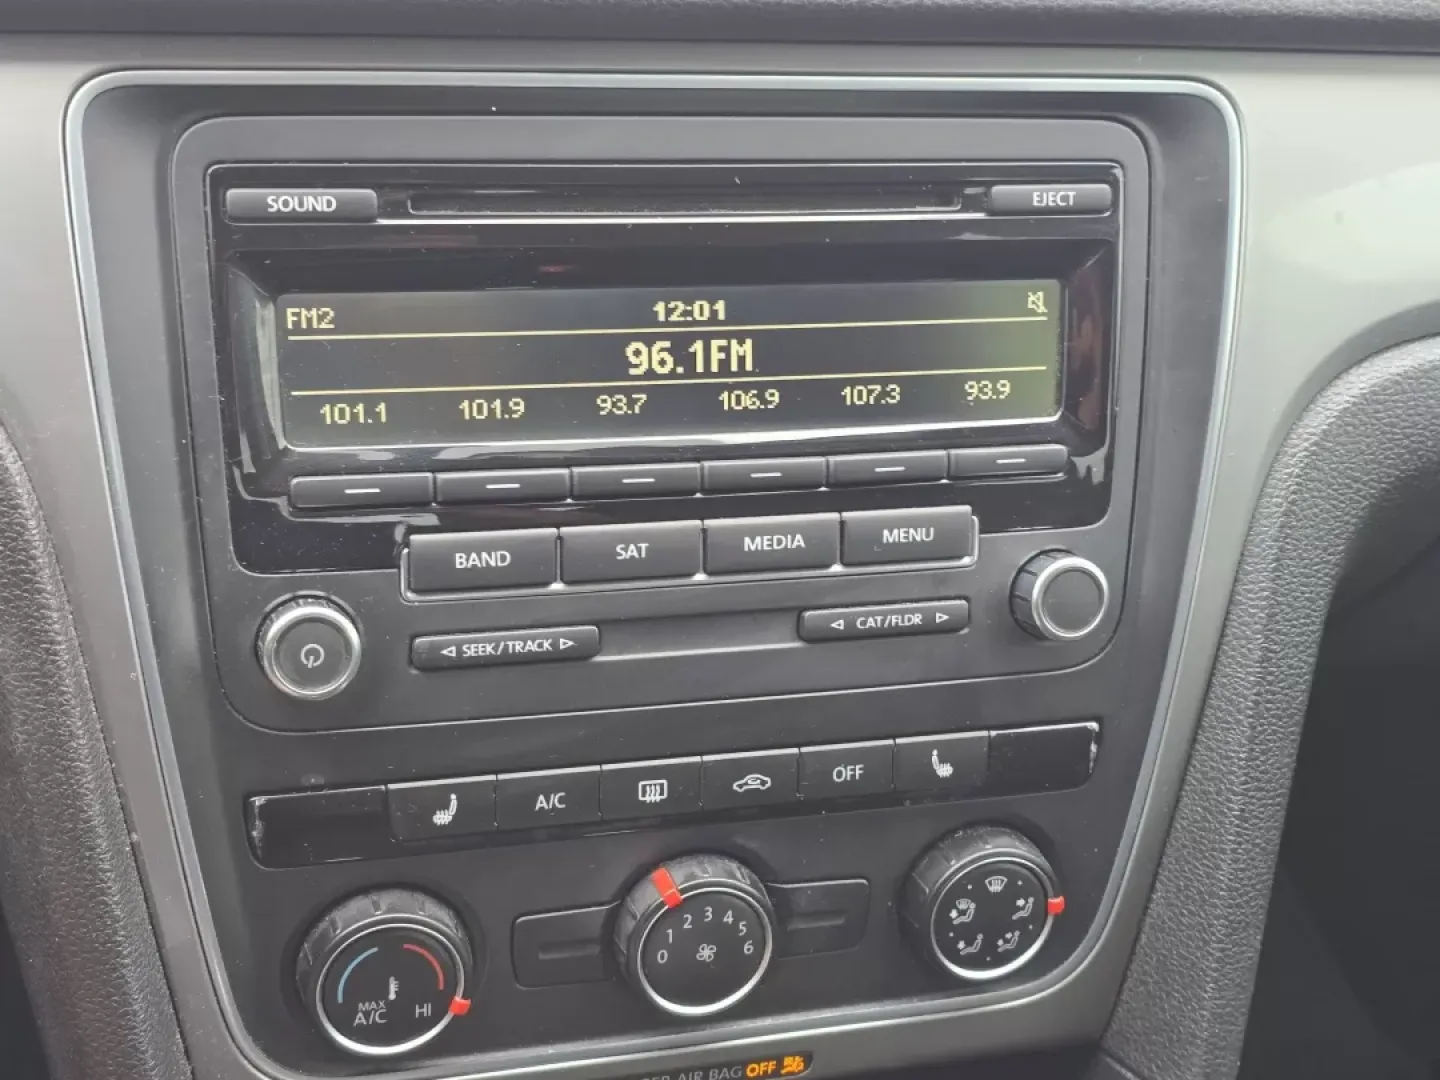 SOUND EJECT
FM2 12:01
96.1FM
101.1 101.9 93.7 106.9 107.3 93.9
BAND SAT MEDIA MENU
SEEK/TRACK CAT/FLDR
A/C OFF
MAX A/C HI
0 1 2 3 4 5 6
AIR BAG OFF